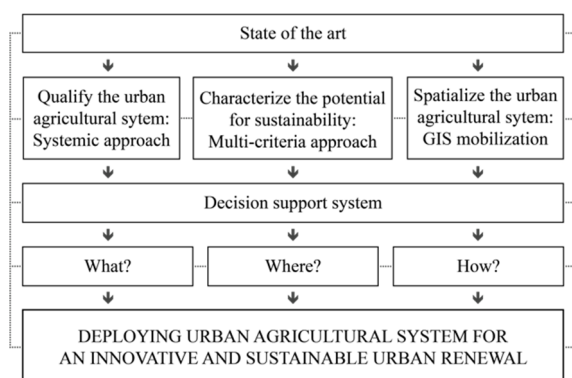 State of the art
Qualify the urban
agricultural sytem:
Systemic approach
Characterize the potential
for sustainability:
Multi-criteria approach
Spatialize the urban
agricultural sytem:
GIS mobilization
Decision support system
What?
Where?
How?
DEPLOYING URBAN AGRICULTURAL SYSTEM FOR
AN INNOVATIVE AND SUSTAINABLE URBAN RENEWAL